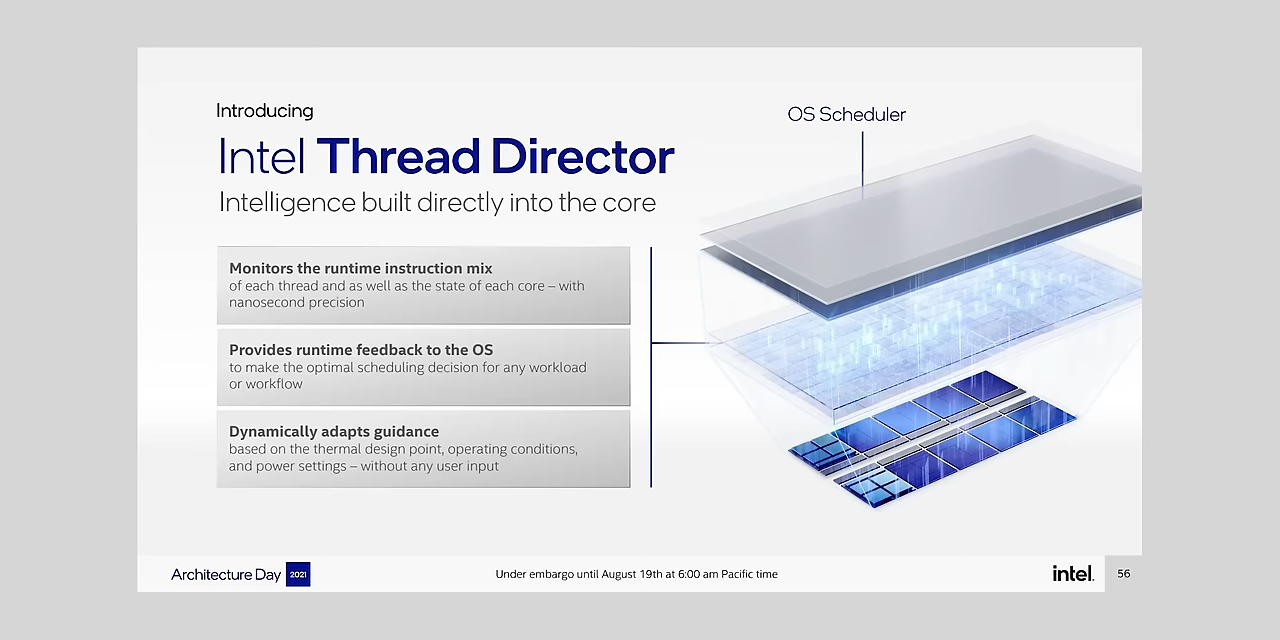 Introducing
OS Scheduler
Intel Thread Director
Intelligence built directly into the core
Monitors the runtime instruction mix
of each thread and as well as the state of each core – with
nanosecond precision
Provides runtime feedback to the OS
to make the optimal scheduling decision for any workload
or workflow
Dynamically adapts guidance
based on the thermal design point, operating conditions,
and power settings – without any user input
Architecture Day 2021
Under embargo until August 19th at 6:00 am Pacific time
intel.
56